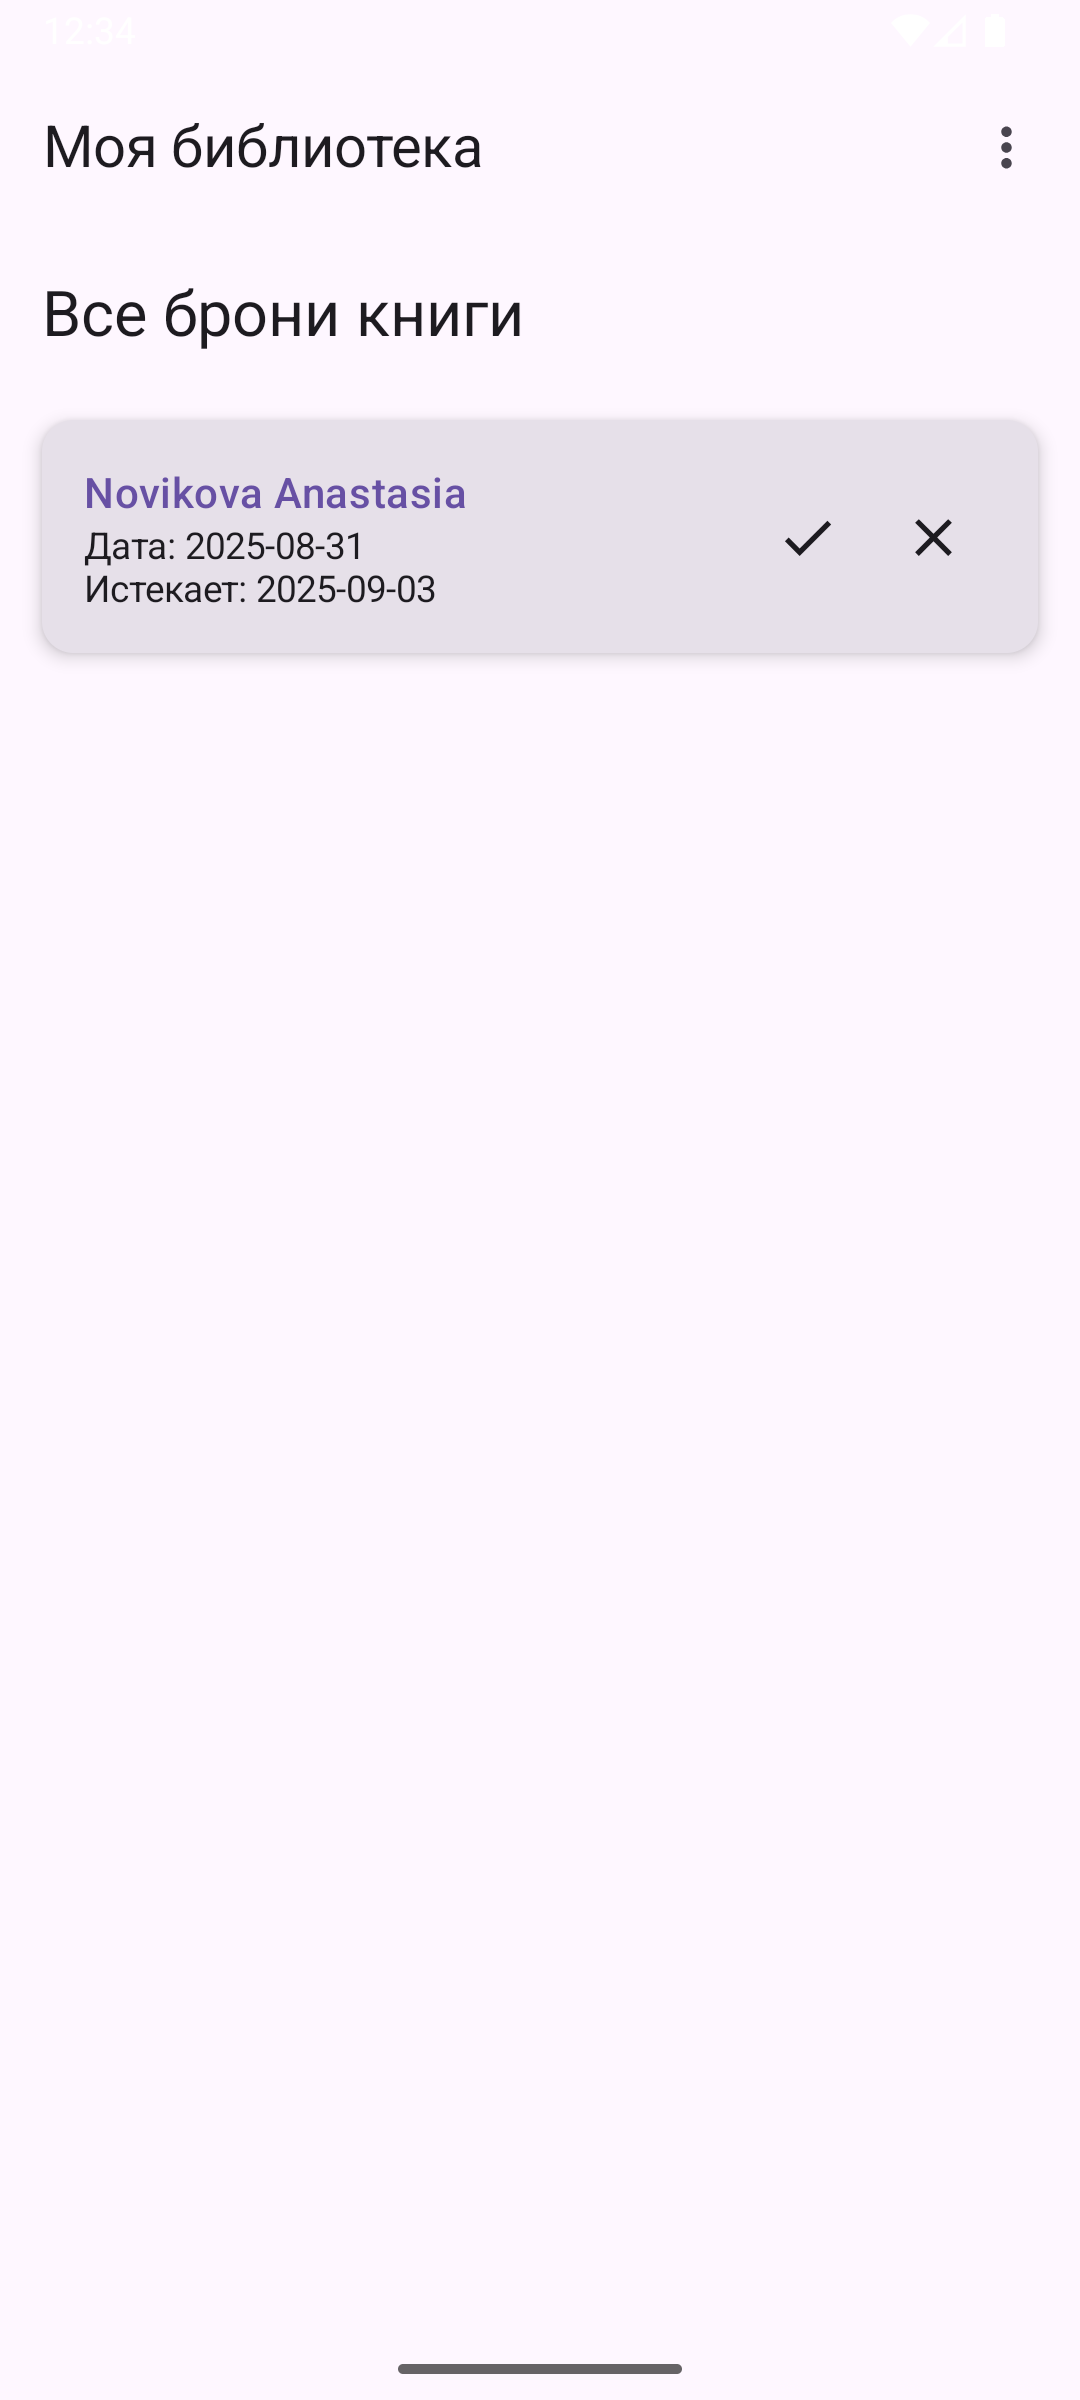 12:34
Моя библиотека
Все брони книги
Novikova Anastasia
Дата: 2025-08-31
Истекает: 2025-09-03